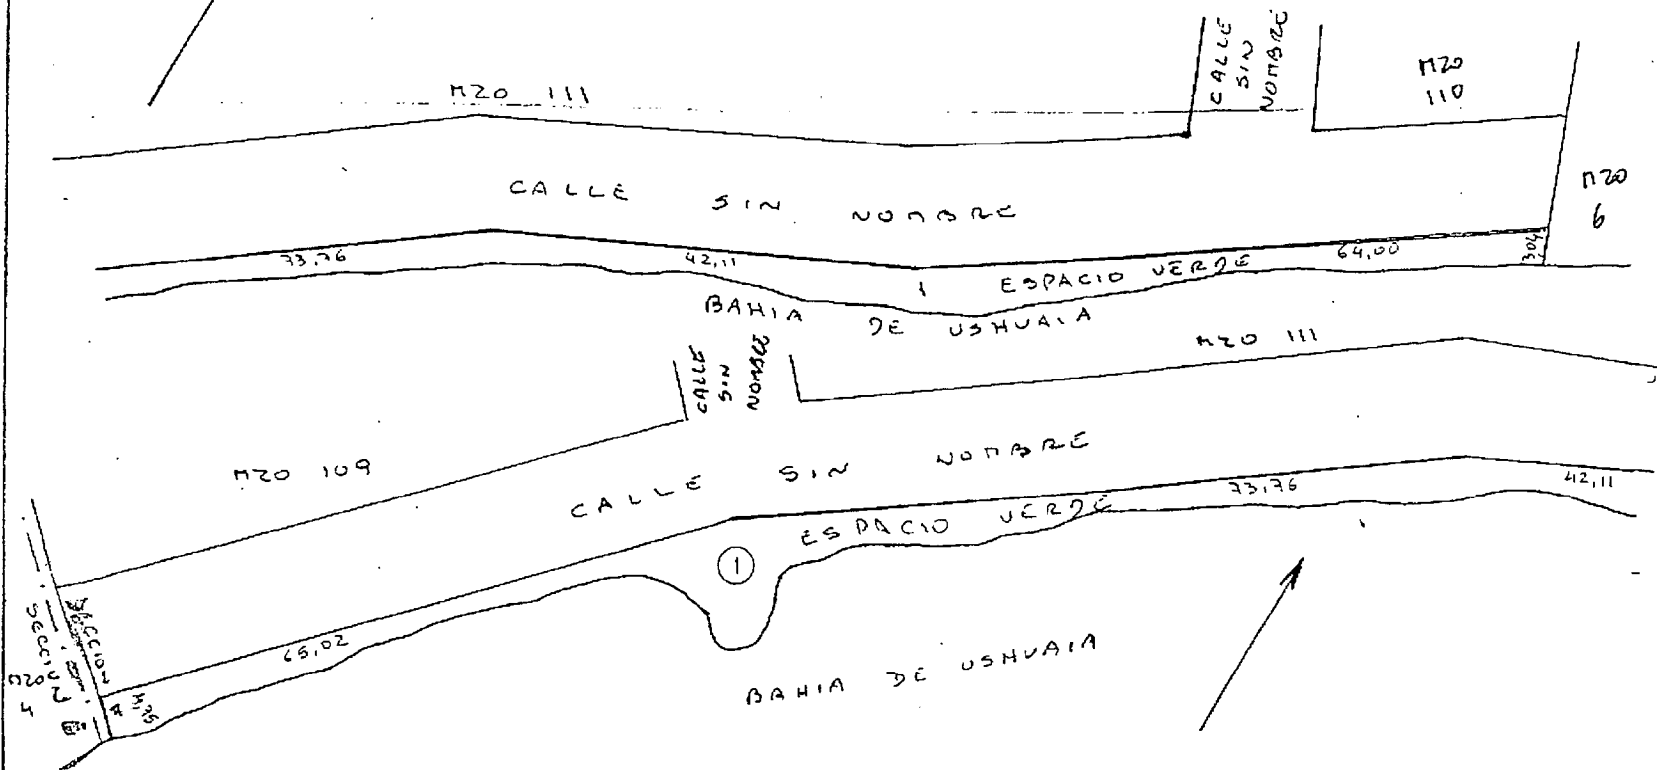 CALLE
SIN
NOMBRE
MZO 111
MZO
110
MZO
6
CALLE SIN NOMBRE
73,76
42,11
1
ESPACIO VERDE
64,00
3,04
BAHIA DE USHUAIA
CALLE
SIN
NOMBRE
MZO 111
MZO 109
CALLE SIN NOMBRE
73,76
42,11
ESPACIO VERDE
1
1
65,02
SECCION
SECCION
MZO
4
A
BAHIA DE USHUAIA